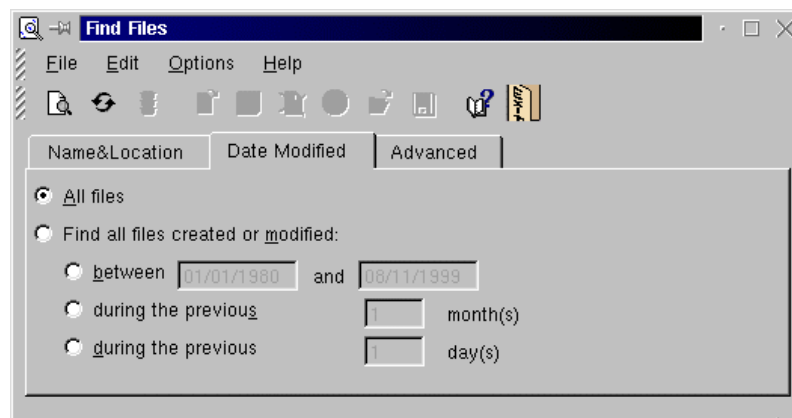 Find Files
File Edit Options Help
EXIT
Name&Location Date Modified Advanced
All files
Find all files created or modified:
between 01/01/1980 and 08/11/1999
during the previous 1 month(s)
during the previous 1 day(s)